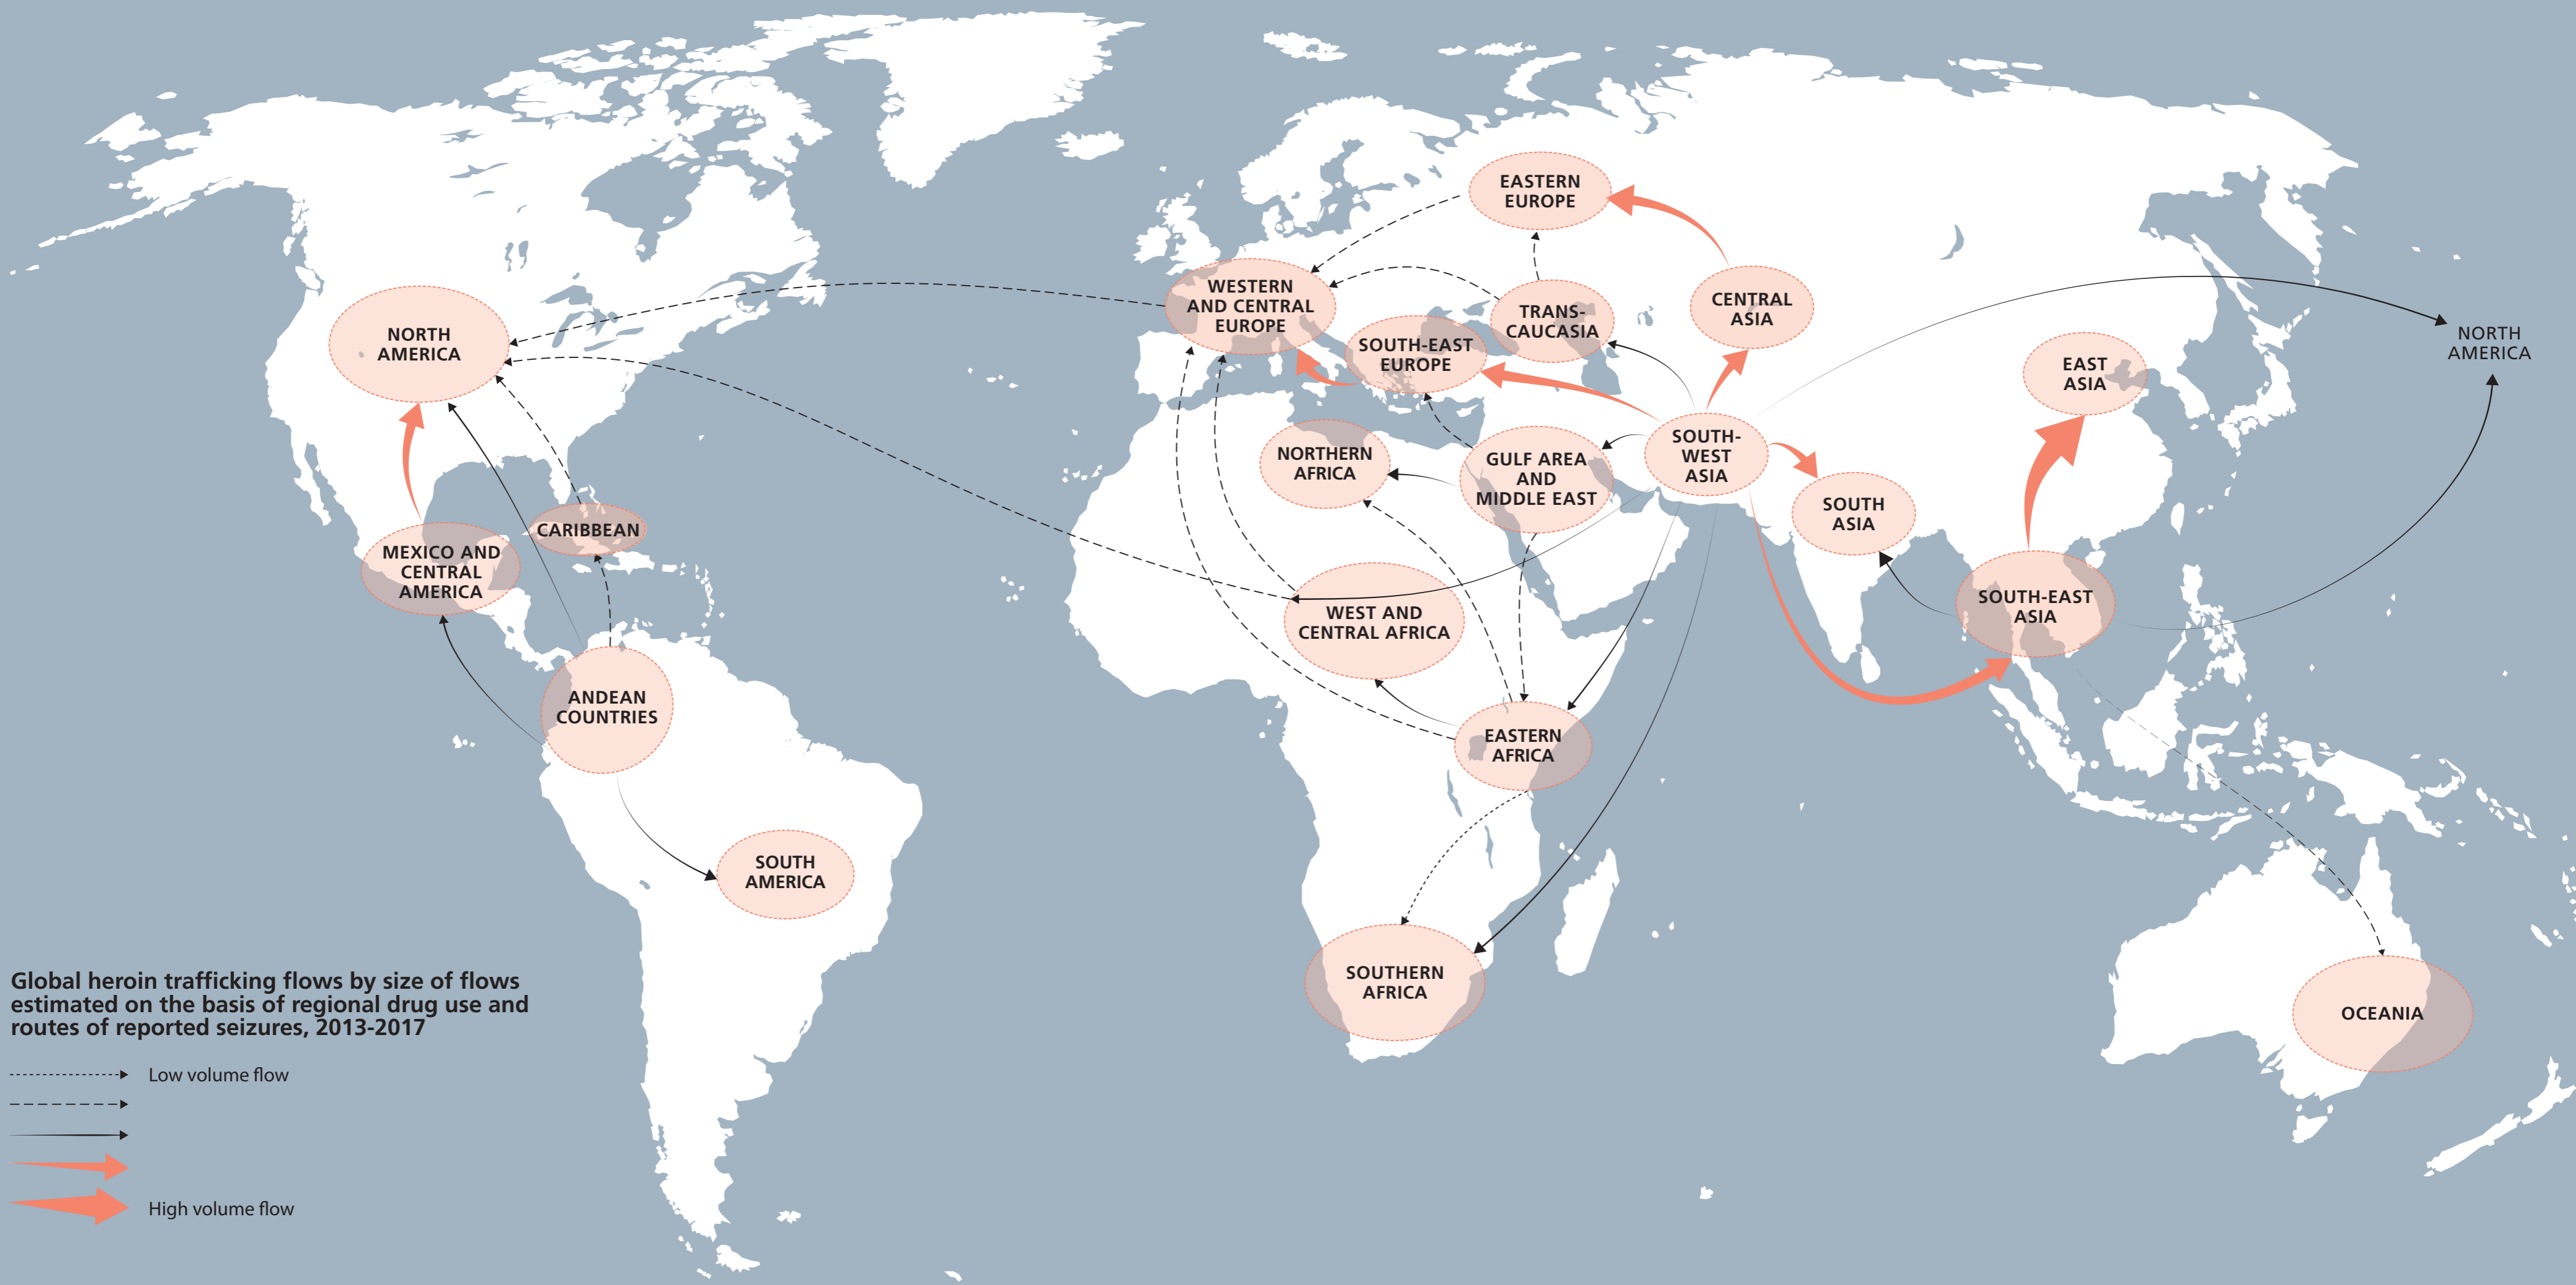 EASTERN
EUROPE
WESTERN
AND CENTRAL
EUROPE
TRANS-
CAUCASIA
CENTRAL
ASIA
NORTH
AMERICA
SOUTH-EAST
EUROPE
EAST
ASIA
NORTH
AMERICA
NORTHERN
AFRICA
GULF AREA
AND
MIDDLE EAST
SOUTH-
WEST
ASIA
SOUTH
ASIA
CARIBBEAN
MEXICO AND
CENTRAL
AMERICA
WEST AND
CENTRAL AFRICA
SOUTH-EAST
ASIA
ANDEAN
COUNTRIES
EASTERN
AFRICA
SOUTH
AMERICA
SOUTHERN
AFRICA
OCEANIA
Global heroin trafficking flows by size of flows
estimated on the basis of regional drug use and
routes of reported seizures, 2013-2017
Low volume flow
High volume flow